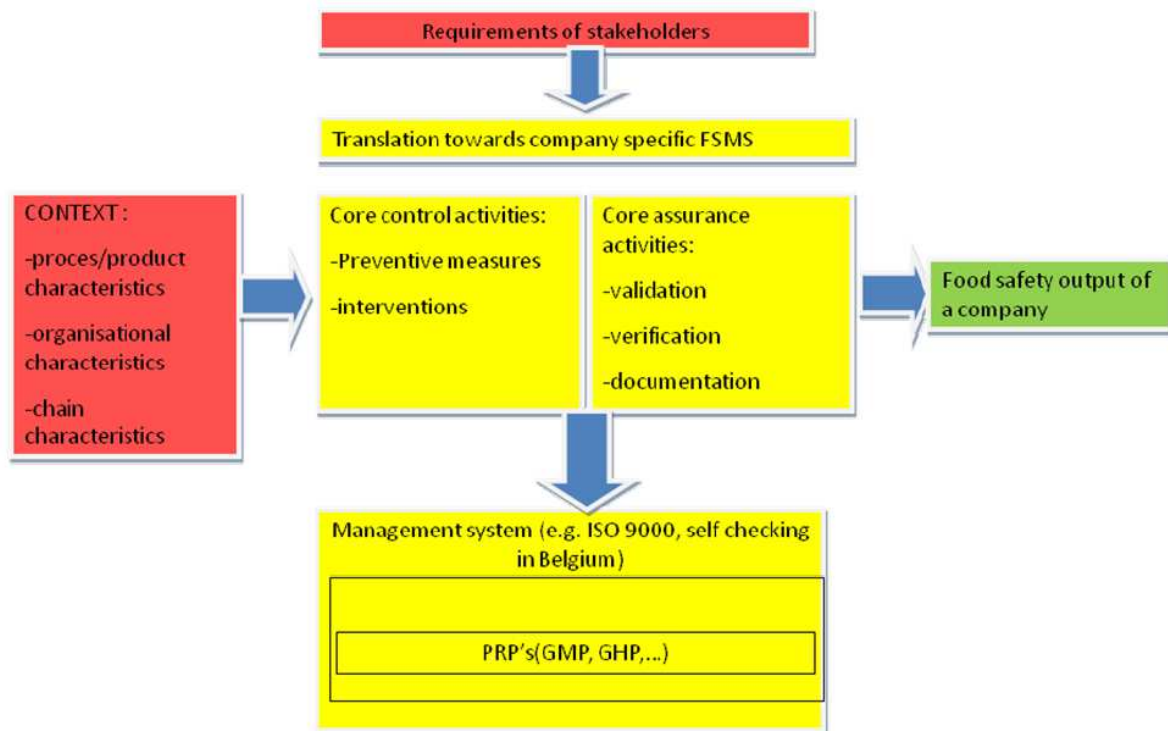 Requirements of stakeholders
Translation towards company specific FSMS
CONTEXT :
-proces/product
characteristics
-organisational
characteristics
-chain
characteristics
Core control activities:
-Preventive measures
-interventions
Core assurance
activities:
-validation
-verification
-documentation
Food safety output of
a company
Management system (e.g. ISO 9000, self checking
in Belgium)
PRP's(GMP, GHP,...)